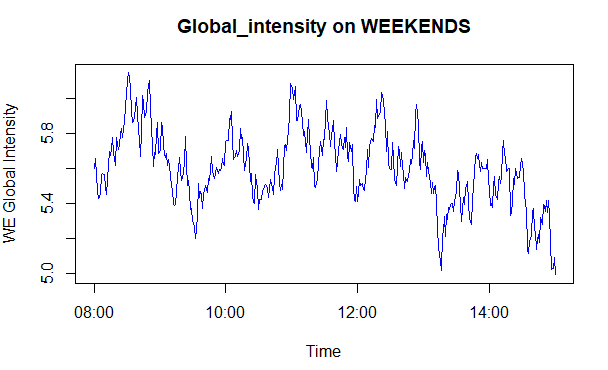 Global_intensity on WEEKENDS
WE Global Intensity
5.8
5.4
5.0
08:00 10:00 12:00 14:00
Time